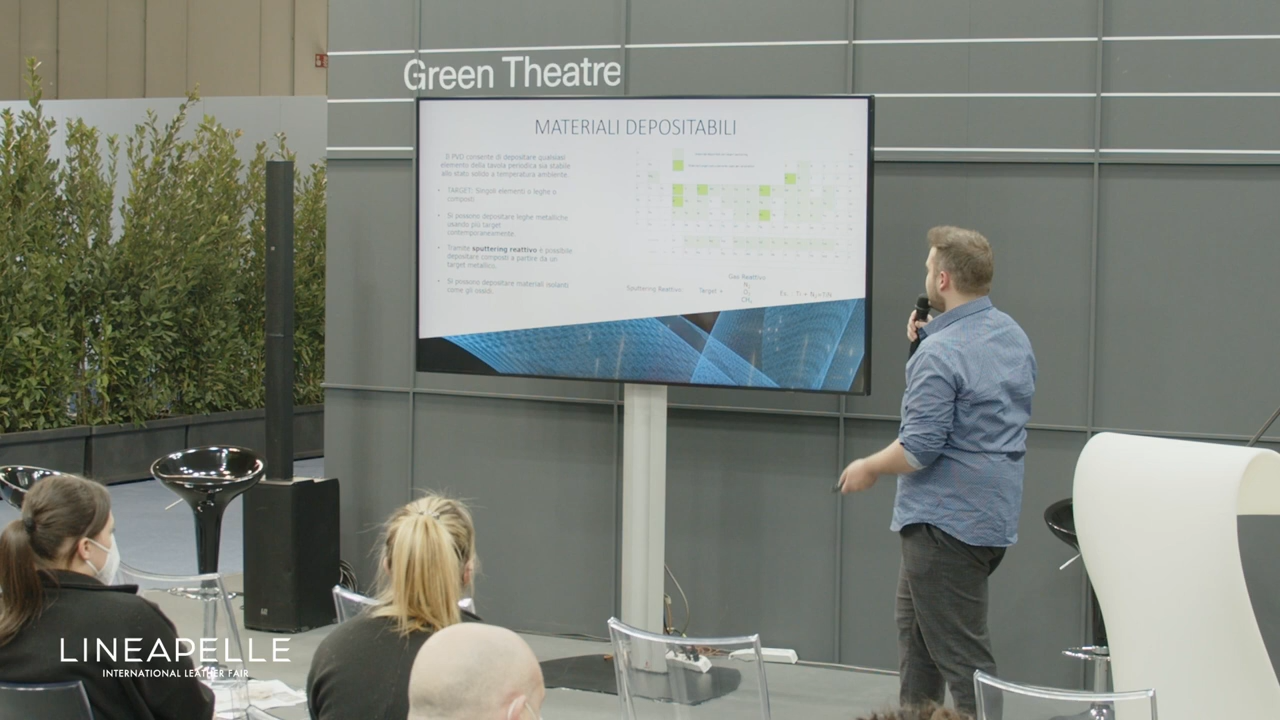 Green Theatre
MATERIALI DEPOSITABILI
Il PVD consente di depositare qualsiasi
elemento della tavola periodica sia stabile
allo stato solido a temperatura ambiente.
• TARGET: Singoli elementi o leghe o
composti
• Si possono depositare leghe metalliche
usando più target
contemporaneamente.
• Tramite sputtering reattivo è possibile
depositare composti a partire da un
target metallico.
• Si possono depositare materiali isolanti
come gli ossidi.
Gas Reattivo
Sputtering Reattivo: Target +
N₂
O₂
CH₄
LINEAPELLE
INTERNATIONAL LEATHER FAIR